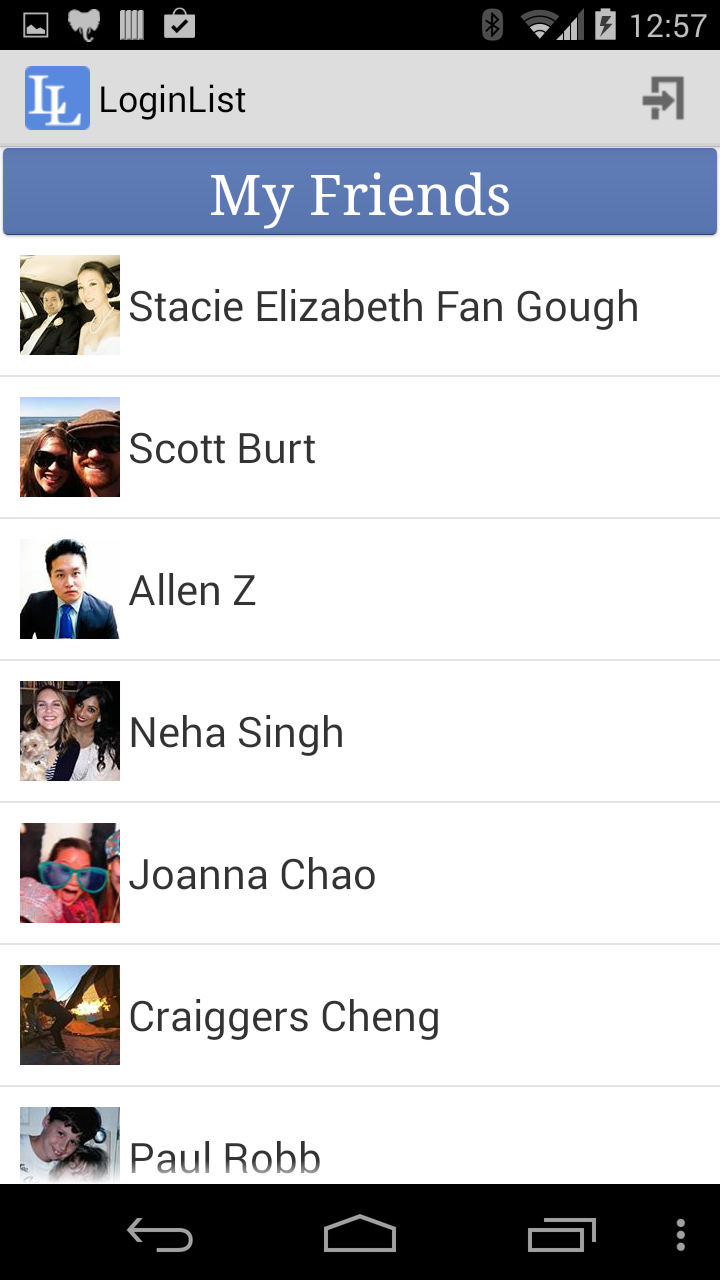 12:57
LL LoginList
My Friends
Stacie Elizabeth Fan Gough
Scott Burt
Allen Z
Neha Singh
Joanna Chao
Craiggers Cheng
Paul Robb